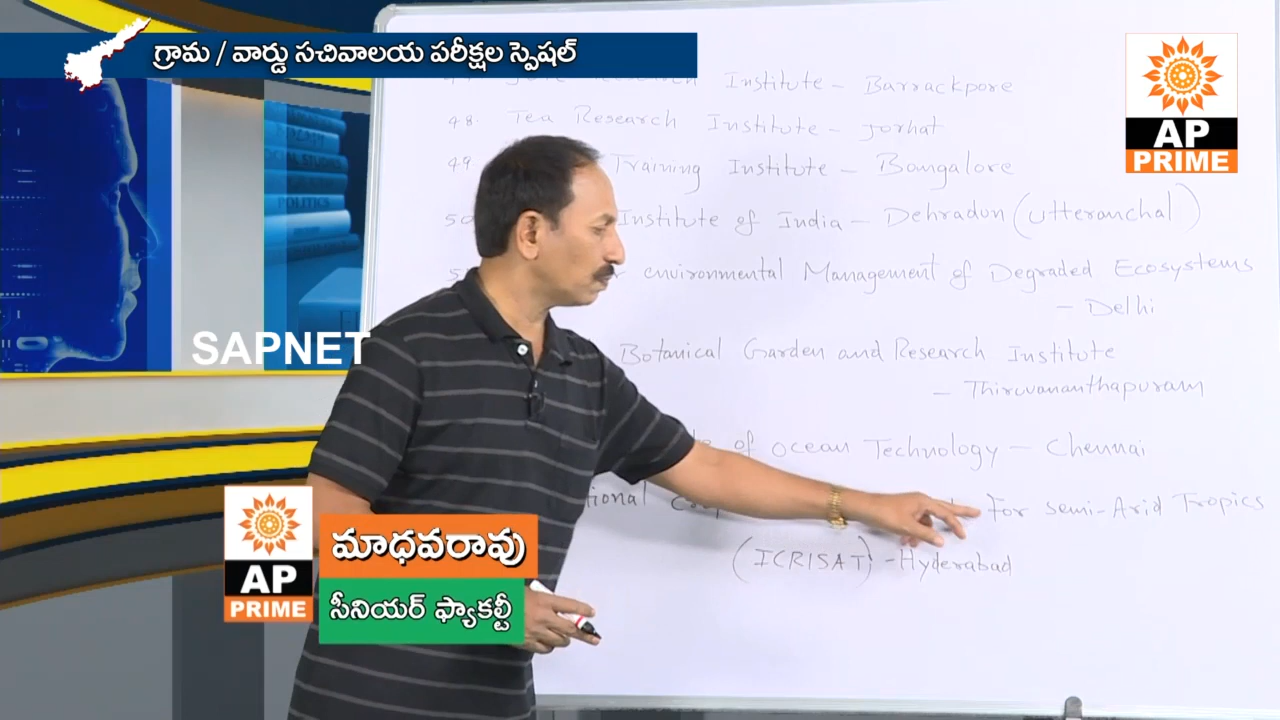 గ్రామ / వార్డు సచివాలయ పరీక్షల స్పెషల్
AP
PRIME
Institute - Barrackpore
48. Tea Research Institute - Jorhat
49 Training Institute - Bangalore
50 Institute of India - Dehradun (Utteranchal)
environmental Management of Degraded Ecosystems
- Delhi
Botanical Garden and Research Institute
- Thiruvananthapuram
of Ocean Technology - Chennai
For Semi-Arid Tropics
(ICRISAT) - Hyderabad
POLITICS
SAPNET
AP
PRIME
మాధవరావు
సీనియర్ ఫ్యాకల్టీ